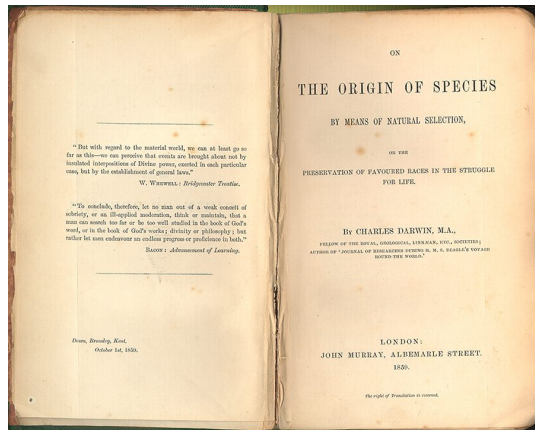 "But with regard to the material world, we can at least go so
far as this—we can perceive that events are brought about not by
insulated interpositions of Divine power, exerted in each particular
case, but by the establishment of general laws."
W. WHEWELL: Bridgewater Treatise.
"To conclude, therefore, let no man out of a weak conceit of
sobriety, or an ill-applied moderation, think or maintain, that a
man can search too far or be too well studied in the book of God's
word, or in the book of God's works; divinity or philosophy; but
rather let men endeavour an endless progress or proficience in both."
BACON: Advancement of Learning.
Down, Bromley, Kent,
October 1st, 1859.
ON
THE ORIGIN OF SPECIES
BY MEANS OF NATURAL SELECTION,
OR THE
PRESERVATION OF FAVOURED RACES IN THE STRUGGLE
FOR LIFE.
BY CHARLES DARWIN, M.A.,
FELLOW OF THE ROYAL, GEOLOGICAL, LINNÆAN, ETC., SOCIETIES;
AUTHOR OF 'JOURNAL OF RESEARCHES DURING H. M. S. BEAGLE'S VOYAGE
ROUND THE WORLD.'
LONDON:
JOHN MURRAY, ALBEMARLE STREET.
1859.
The right of Translation is reserved.